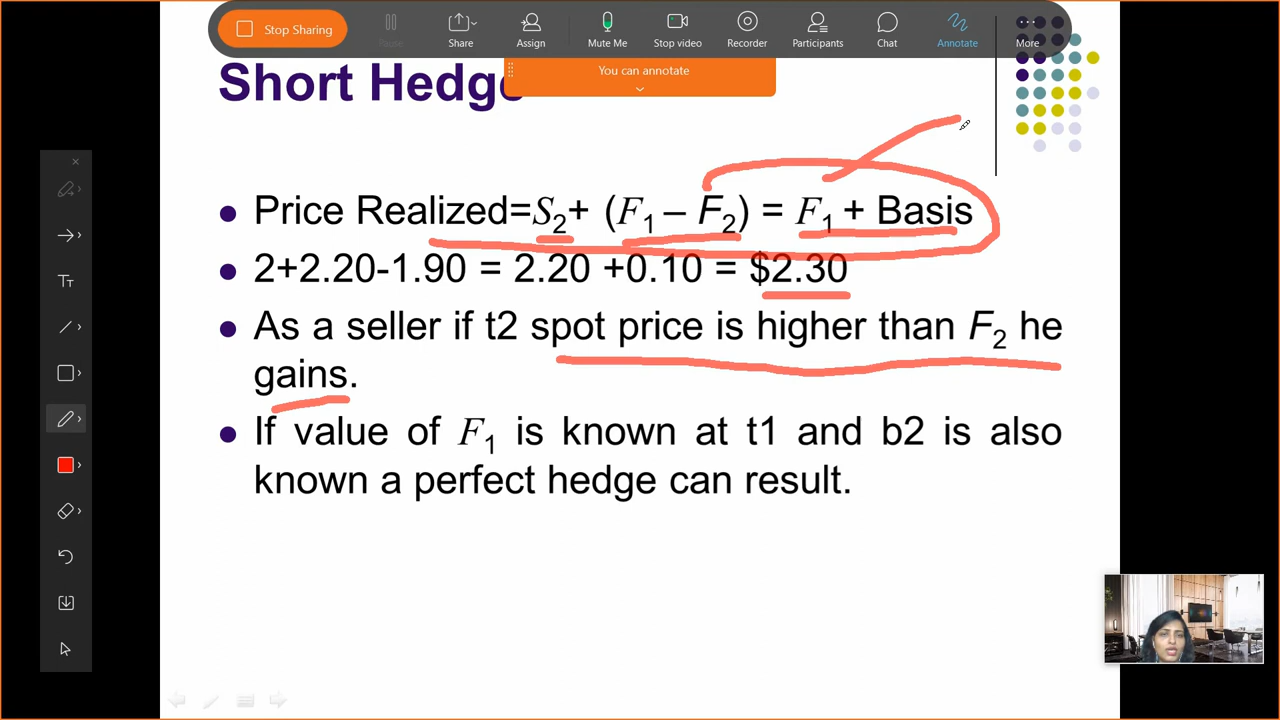 Stop Sharing
Pause
Share
Assign
Mute Me
Stop video
Recorder
Participants
Chat
Annotate
More
You can annotate
Short Hedge
Price Realized=S2+ (F1 – F2) = F1 + Basis
2+2.20-1.90 = 2.20 +0.10 = $2.30
As a seller if t2 spot price is higher than F2 he
gains.
If value of F1 is known at t1 and b2 is also
known a perfect hedge can result.
Tт